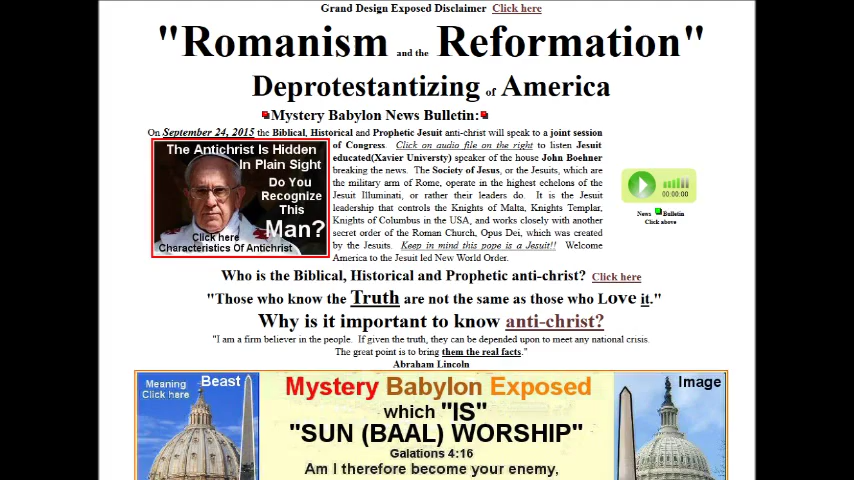 Grand Design Exposed Disclaimer Click here
"Romanism and the Reformation"
Deprotestantizing of America
Mystery Babylon News Bulletin:
On September 24, 2015 the Biblical, Historical and Prophetic Jesuit anti-christ will speak to a joint session
of Congress. Click on audio file on the right to listen Jesuit
educated(Xavier Universty) speaker of the house John Boehner
breaking the news. The Society of Jesus, or the Jesuits, which are
the military arm of Rome, operate in the highest echelons of the
Jesuit Illuminati, or rather their leaders do. It is the Jesuit
leadership that controls the Knights of Malta, Knights Templar,
Knights of Columbus in the USA, and works closely with another
secret order of the Roman Church, Opus Dei, which was created
by the Jesuits. Keep in mind this pope is a Jesuit!! Welcome
America to the Jesuit led New World Order.
The Antichrist Is Hidden
In Plain Sight
Do You
Recognize
This
Man?
Click here
Characteristics Of Antichrist
00:00:00
News Bulletin
Click above
Who is the Biblical, Historical and Prophetic anti-christ? Click here
"Those who know the Truth are not the same as those who Love it."
Why is it important to know anti-christ?
"I am a firm believer in the people. If given the truth, they can be depended upon to meet any national crisis.
The great point is to bring them the real facts."
Abraham Lincoln
Meaning
Click here
Beast
Mystery Babylon Exposed
which "IS"
"SUN (BAAL) WORSHIP"
Galations 4:16
Am I therefore become your enemy,
Image